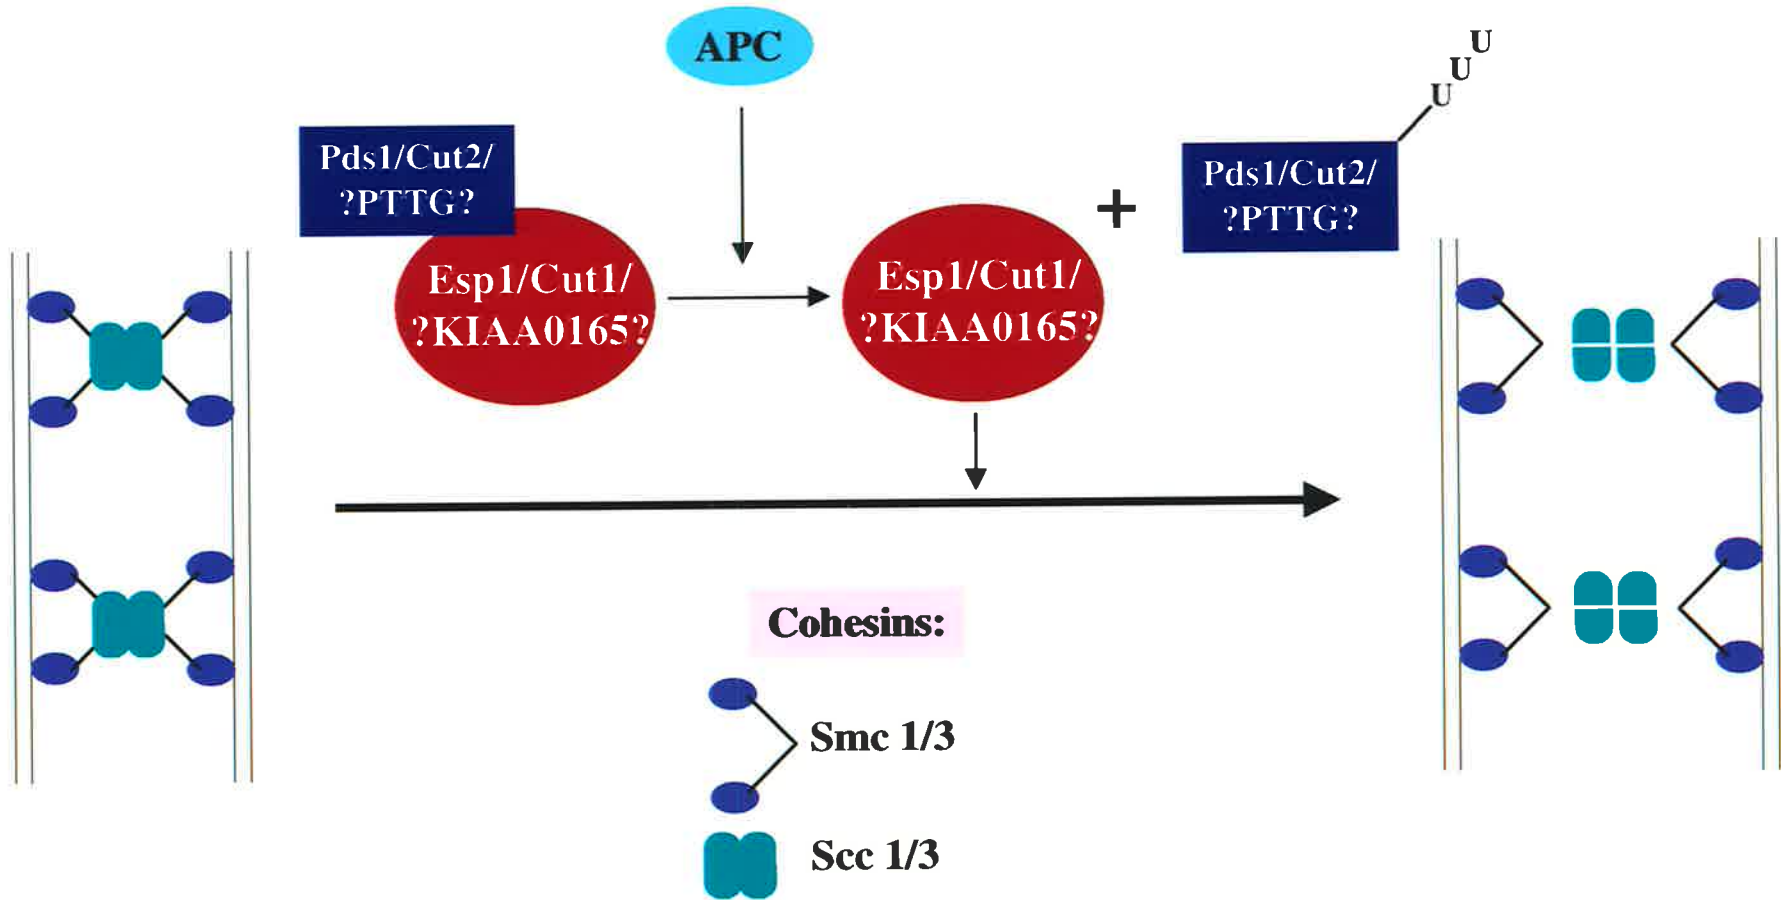 APC
U
U
U
Pds1/Cut2/
?PTTG?
Esp1/Cut1/
?KIAA0165?
Esp1/Cut1/
?KIAA0165?
+
Pds1/Cut2/
?PTTG?
Cohesins:
Smc 1/3
Scc 1/3